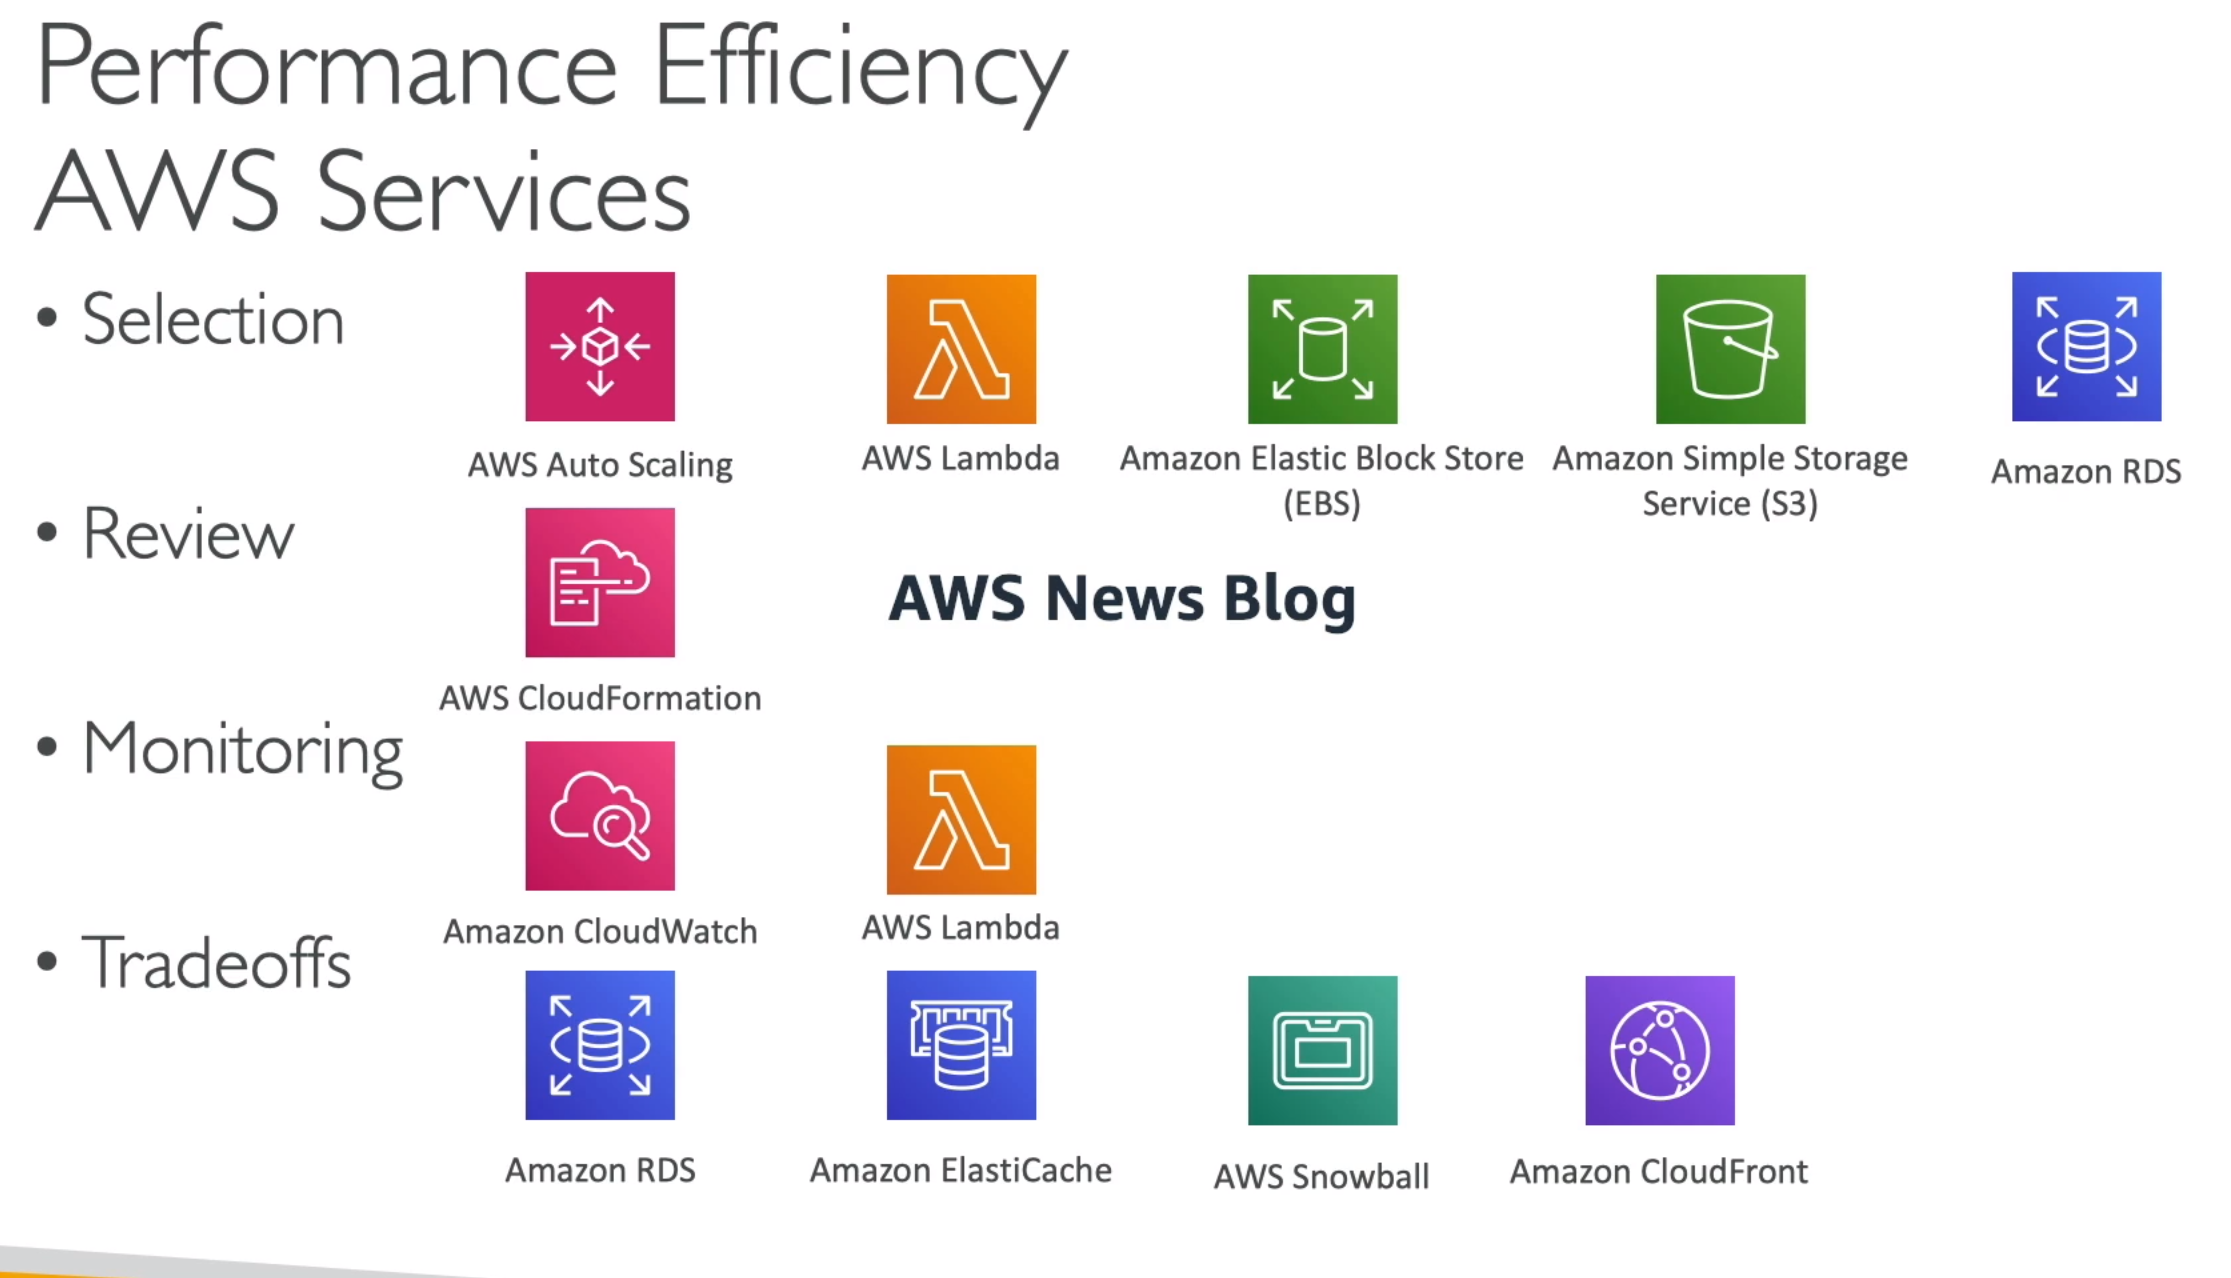 Performance Efficiency
AWS Services
• Selection
AWS Auto Scaling
AWS Lambda
Amazon Elastic Block Store
(EBS)
Amazon Simple Storage
Service (S3)
Amazon RDS
• Review
AWS CloudFormation
AWS News Blog
• Monitoring
Amazon CloudWatch
AWS Lambda
• Tradeoffs
Amazon RDS
Amazon ElastiCache
AWS Snowball
Amazon CloudFront